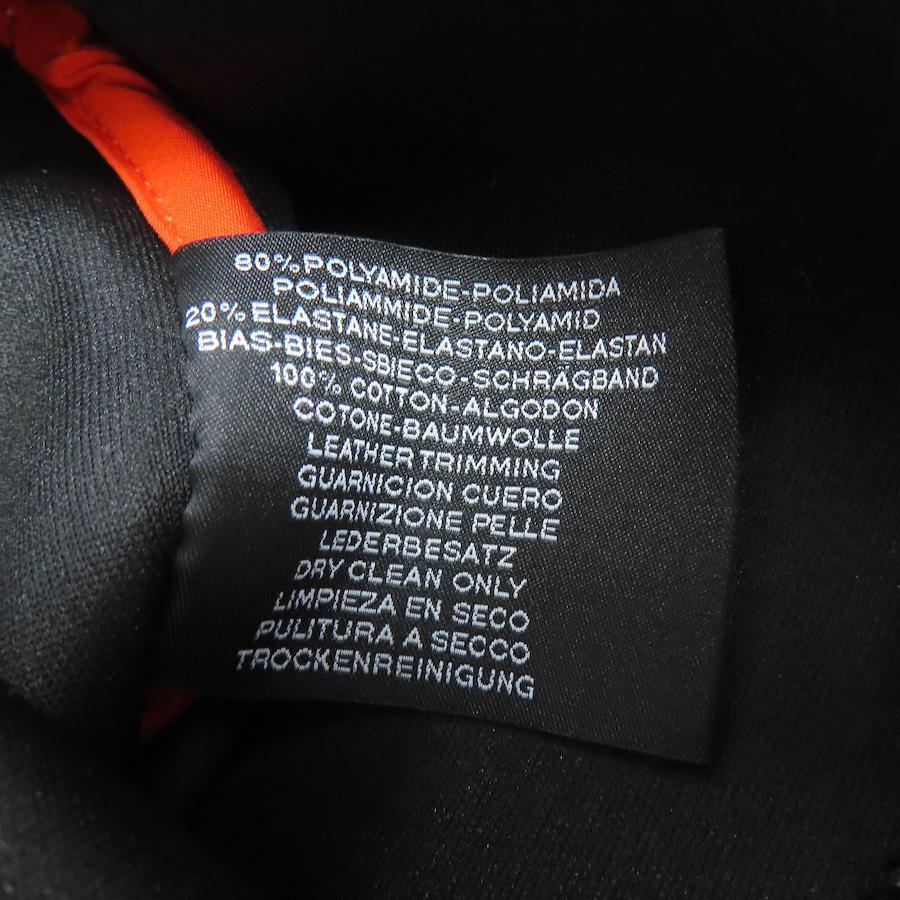 80% POLYAMIDE-POLIAMIDA
POLIAMMIDE-POLYAMID
20% ELASTANE-ELASTANO-ELASTAN
BIAS-BIES-SBIECO-SCHRÄGBAND
100% COTTON-ALGODON
COTONE-BAUMWOLLE
LEATHER TRIMMING
GUARNICION CUERO
GUARNIZIONE PELLE
LEDERBESATZ
DRY CLEAN ONLY
LIMPIEZA EN SECO
PULITURA A SECCO
TROCKENREINIGUNG